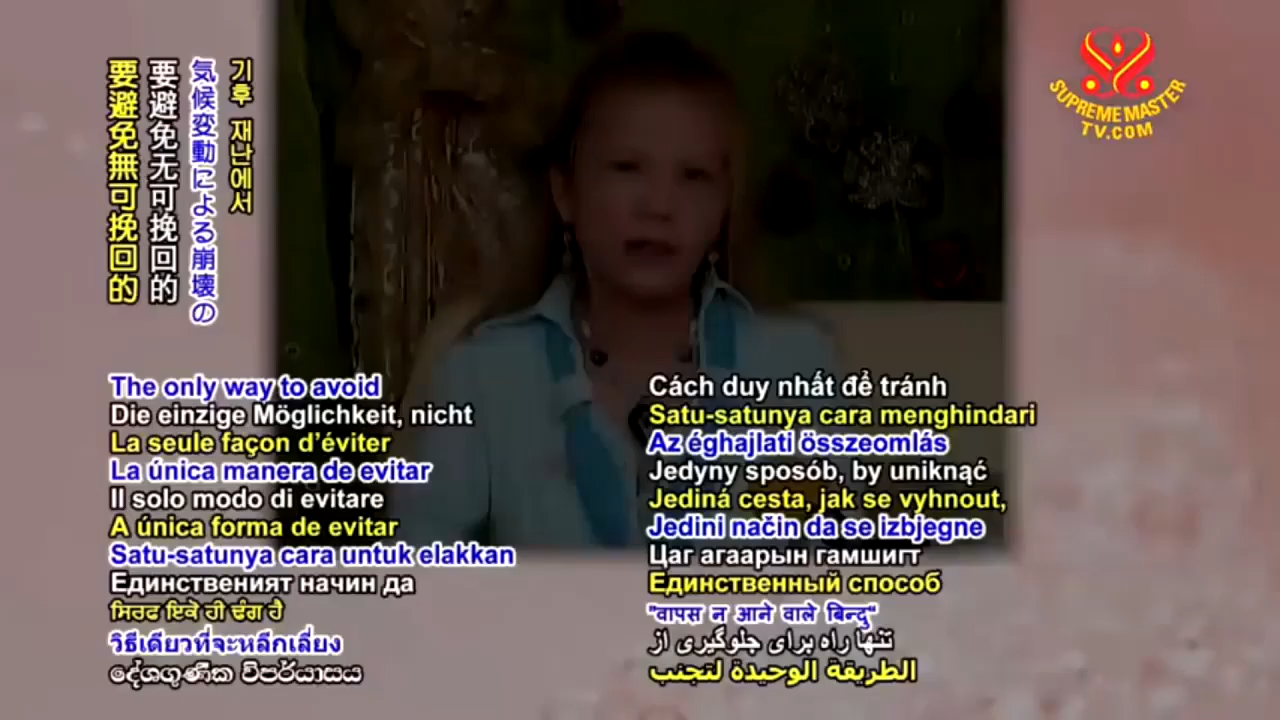 要避免無可挽回的
要避免无可挽回的
気候変動による崩壊の
기후 재난에서
SUPREME MASTER
TV.COM
The only way to avoid
Die einzige Möglichkeit, nicht
La seule façon d'éviter
La única manera de evitar
Il solo modo di evitare
A única forma de evitar
Satu-satunya cara untuk elakkan
Единственият начин да
ਸਿਰਫ ਇਕੋ ਹੀ ਢੰਗ ਹੈ
วิธีเดียวที่จะหลีกเลี่ยง
දේශගුණික විපර්යාසය
Cách duy nhất để tránh
Satu-satunya cara menghindari
Az éghajlati összeomlás
Jedyny sposób, by uniknąć
Jediná cesta, jak se vyhnout,
Jedini način da se izbjegne
Цаг агаарын гамшигт
Единственный способ
"वापस न आने वाले बिन्दु"
تنها راه برای جلوگیری از
الطريقة الوحيدة لتجنب